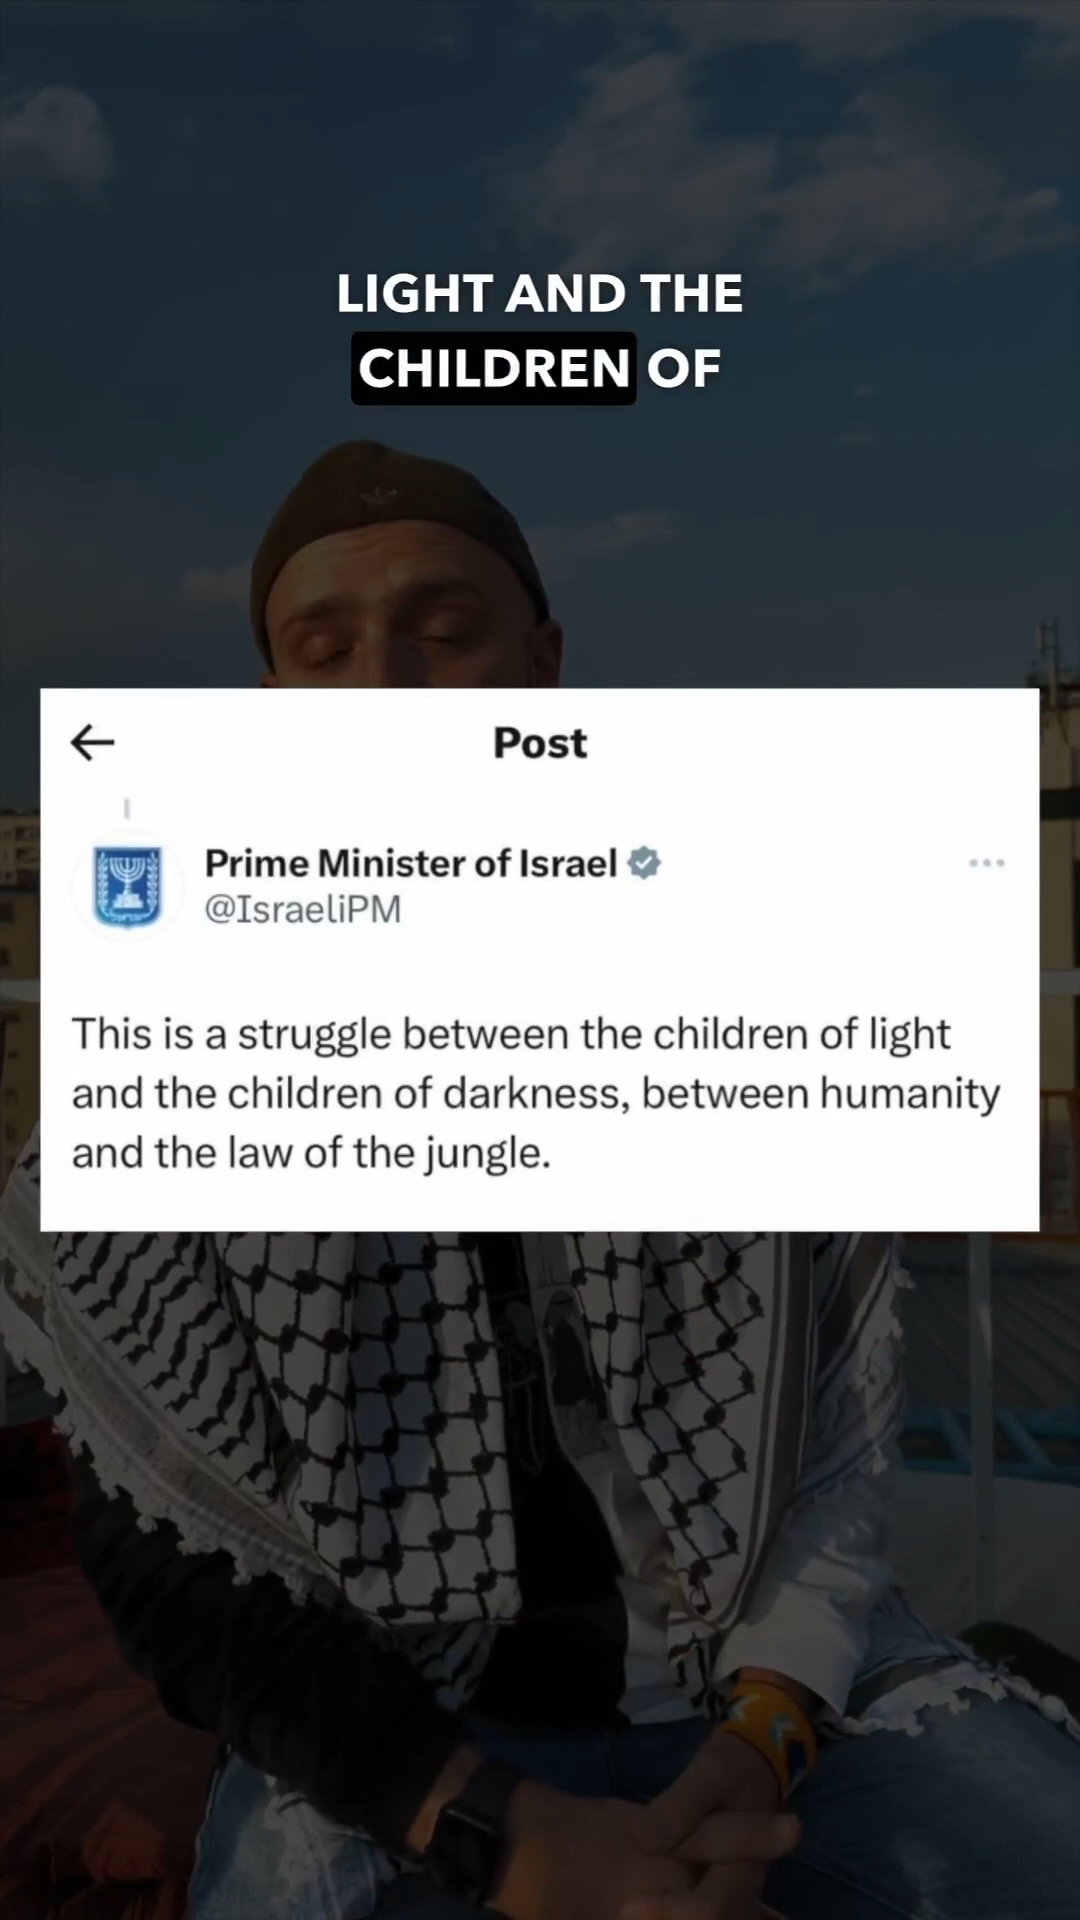 LIGHT AND THE
CHILDREN OF
Post
Prime Minister of Israel
@IsraeliPM
This is a struggle between the children of light
and the children of darkness, between humanity
and the law of the jungle.